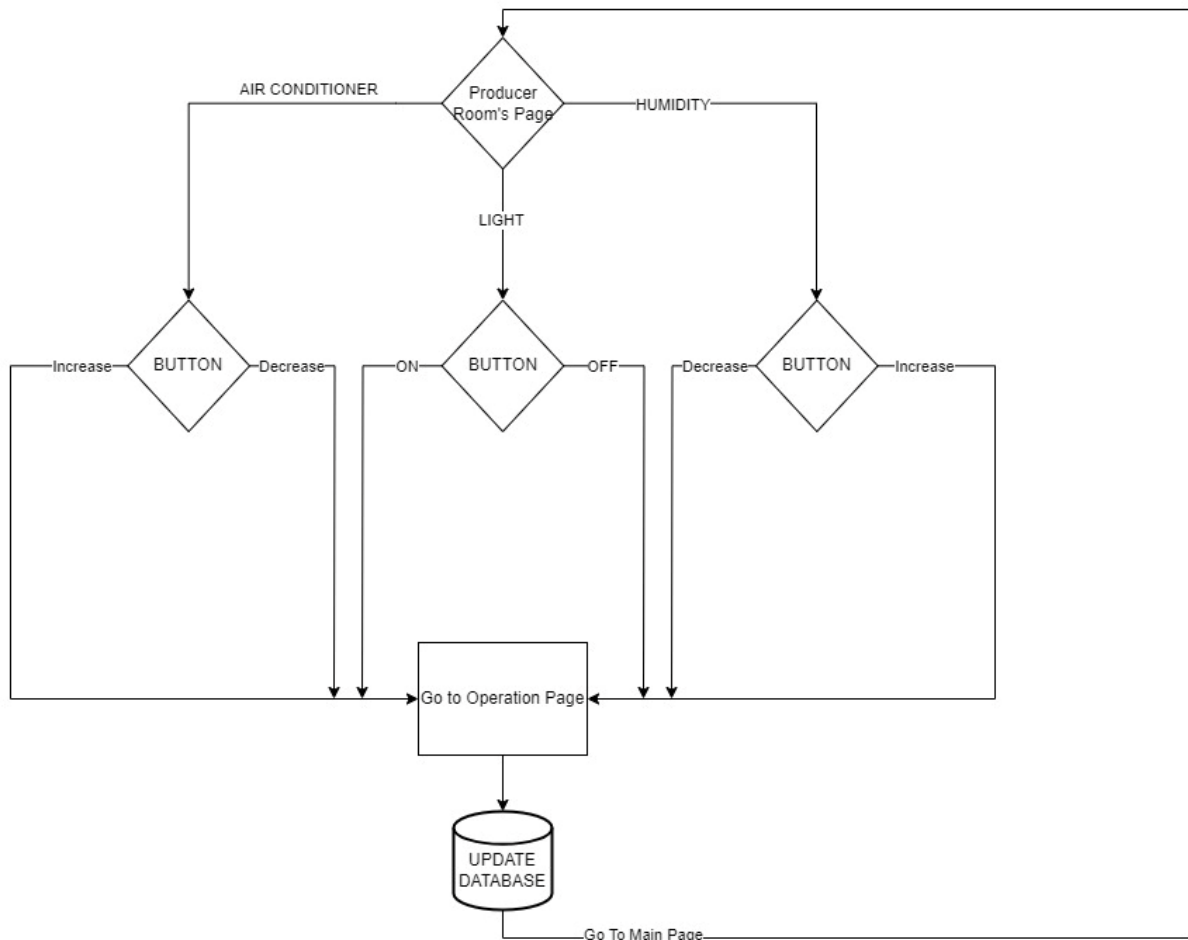 AIR CONDITIONER
Producer
Room's Page
HUMIDITY
LIGHT
Increase
BUTTON
Decrease
ON
BUTTON
OFF
Decrease
BUTTON
Increase
Go to Operation Page
UPDATE
DATABASE
Go To Main Page